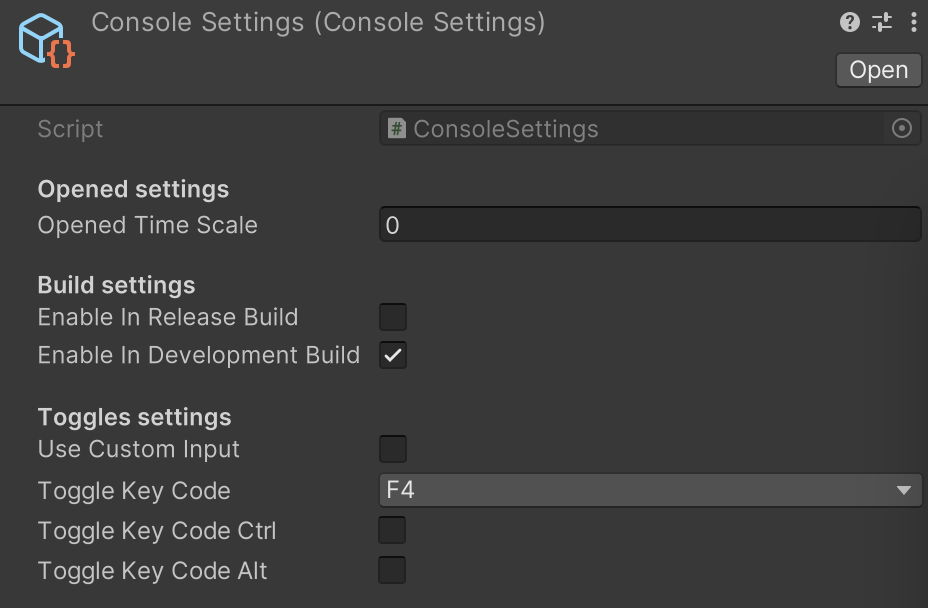 Console Settings (Console Settings)
Open
Script # ConsoleSettings
Opened settings
Opened Time Scale 0
Build settings
Enable In Release Build
Enable In Development Build
Toggles settings
Use Custom Input
Toggle Key Code F4
Toggle Key Code Ctrl
Toggle Key Code Alt